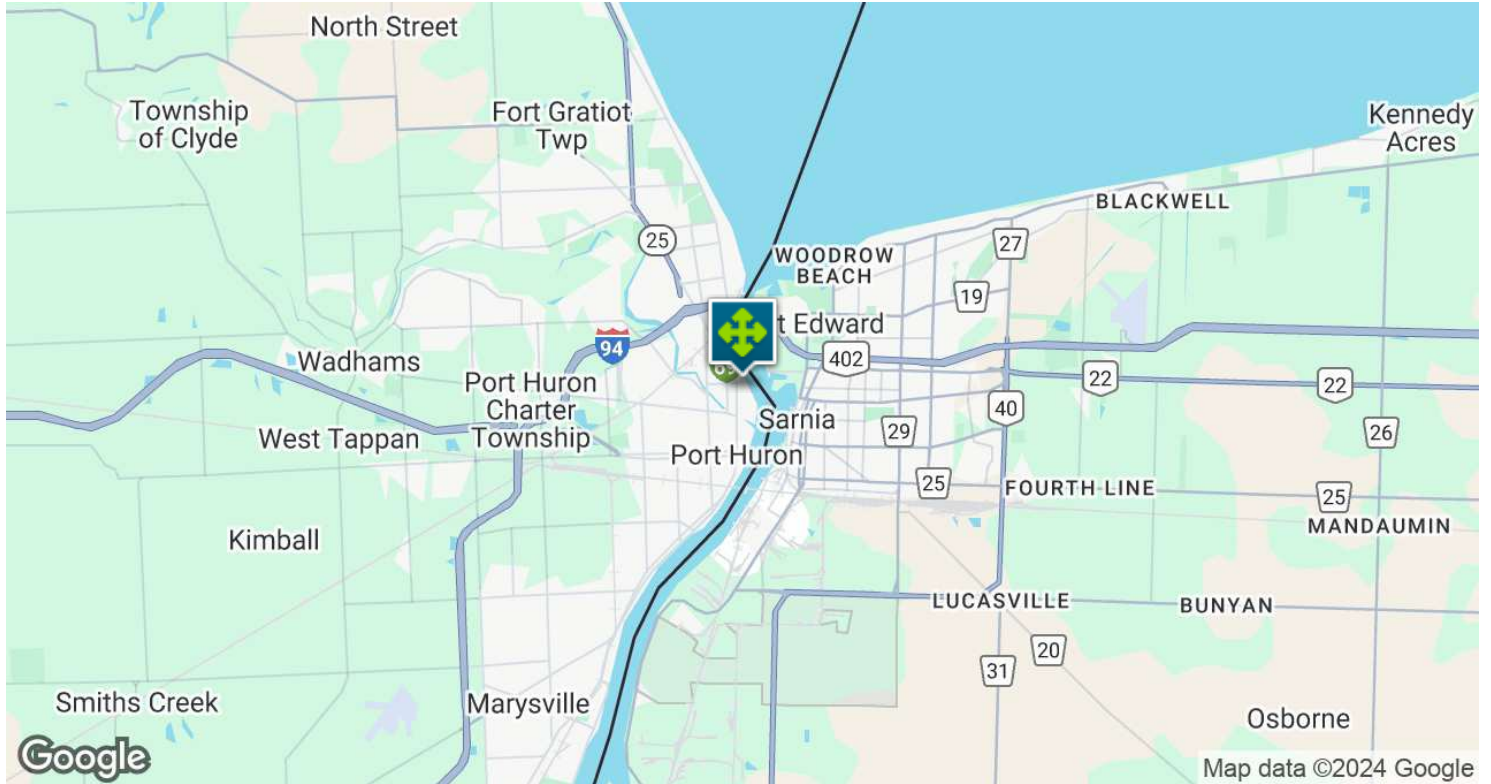 North Street
Township
of Clyde
Fort Gratiot
Twp
Kennedy
Acres
BLACKWELL
25
27
WOODROW
BEACH
19
t Edward
94
402
Wadhams
22
22
Port Huron
Charter
Township
40
Sarnia
29
26
West Tappan
Port Huron
25
FOURTH LINE
25
MANDAUMIN
Kimball
LUCASVILLE
BUNYAN
20
31
Smiths Creek
Marysville
Osborne
Google
Map data ©2024 Google